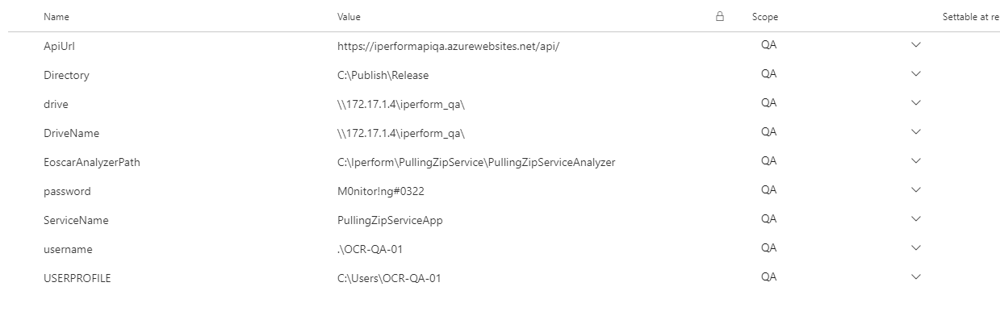 Name Value Scope Settable at re
ApiUrl https://iperformapiqa.azurewebsites.net/api/ QA
Directory C:\Publish\Release QA
drive \\172.17.1.4\iperform_qa\ QA
DriveName \\172.17.1.4\iperform_qa\ QA
EoscarAnalyzerPath C:\Iperform\PullingZipService\PullingZipServiceAnalyzer QA
password M0nitor!ng#0322 QA
ServiceName PullingZipServiceApp QA
username .\OCR-QA-01 QA
USERPROFILE C:\Users\OCR-QA-01 QA